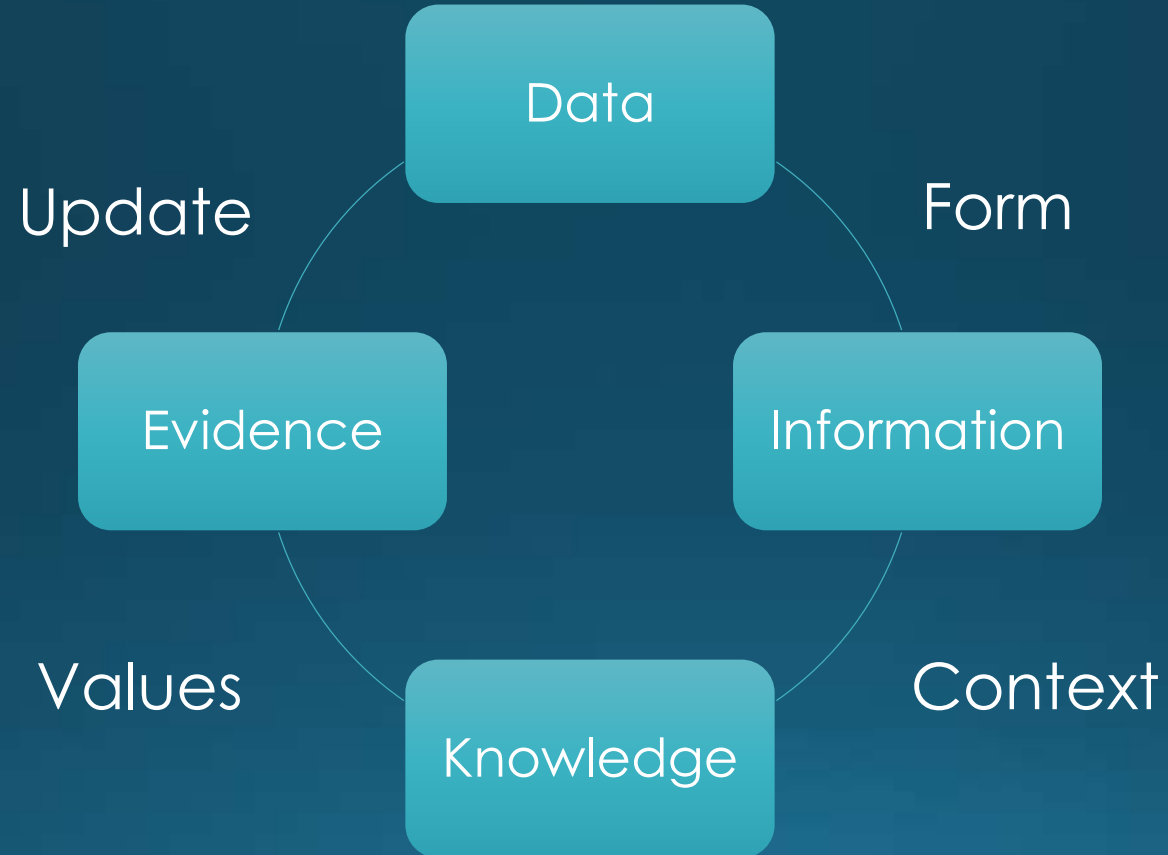 Data
Update
Form
Evidence
Information
Values
Context
Knowledge